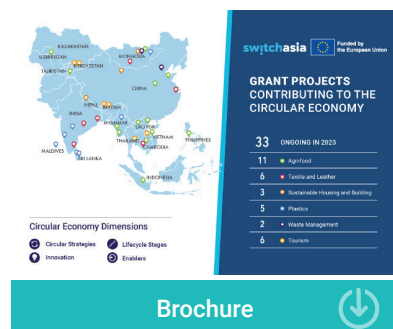 KAZAKHSTAN
UZBEKISTAN
KYRGYZSTAN
TAJIKISTAN
MONGOLIA
CHINA
NEPAL
BHUTAN
INDIA
MYANMAR
LAO PDR
THAILAND
VIETNAM
CAMBODIA
PHILIPPINES
MALDIVES
SRI LANKA
INDONESIA
Circular Economy Dimensions
Circular Strategies
Lifecycle Stages
Innovation
Enablers
switchasia
Funded by
the European Union
GRANT PROJECTS
CONTRIBUTING TO THE
CIRCULAR ECONOMY
33 ONGOING IN 2023
11 Agri-food
6 Textile and Leather
3 Sustainable Housing and Building
5 Plastics
2 Waste Management
6 Tourism
Brochure